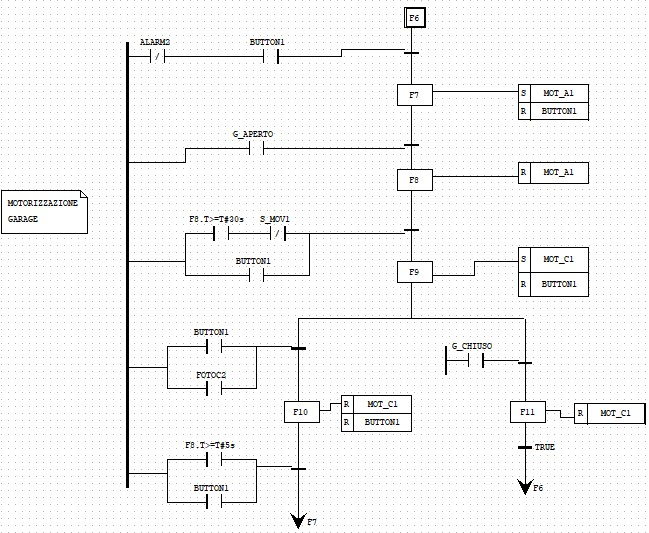 F6
ALARM2 BUTTON1
/
F7 S MOT_A1
R BUTTON1
G_APERTO
F8 R MOT_A1
MOTORIZZAZIONE
GARAGE
F8.T>=T#30s S_MOV1
/
BUTTON1
F9 S MOT_C1
R BUTTON1
BUTTON1
G_CHIUSO
FOTOC2
F10 R MOT_C1
R BUTTON1
F11 R MOT_C1
F8.T>=T#5s
TRUE
BUTTON1
F6
F7